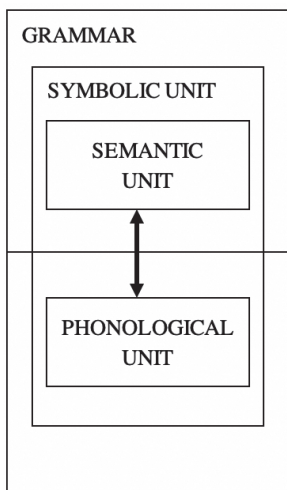 GRAMMAR
SYMBOLIC UNIT
SEMANTIC
UNIT
PHONOLOGICAL
UNIT